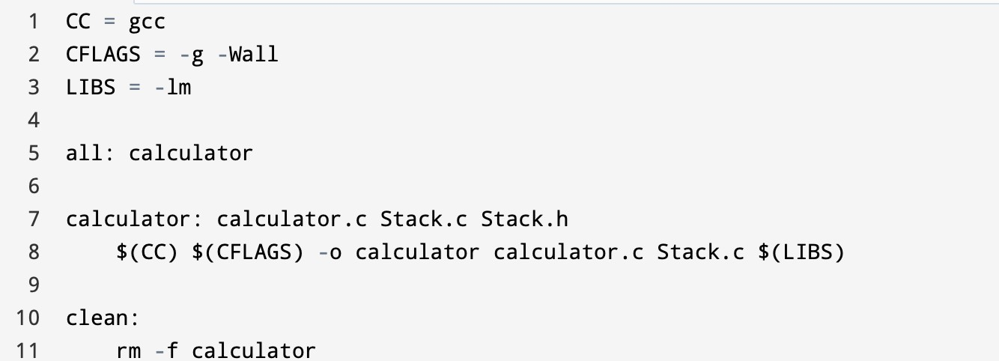 1 CC = gcc
2 CFLAGS = -g -Wall
3 LIBS = -lm
4
5 all: calculator
6
7 calculator: calculator.c Stack.c Stack.h
8     $(CC) $(CFLAGS) -o calculator calculator.c Stack.c $(LIBS)
9
10 clean:
11     rm -f calculator